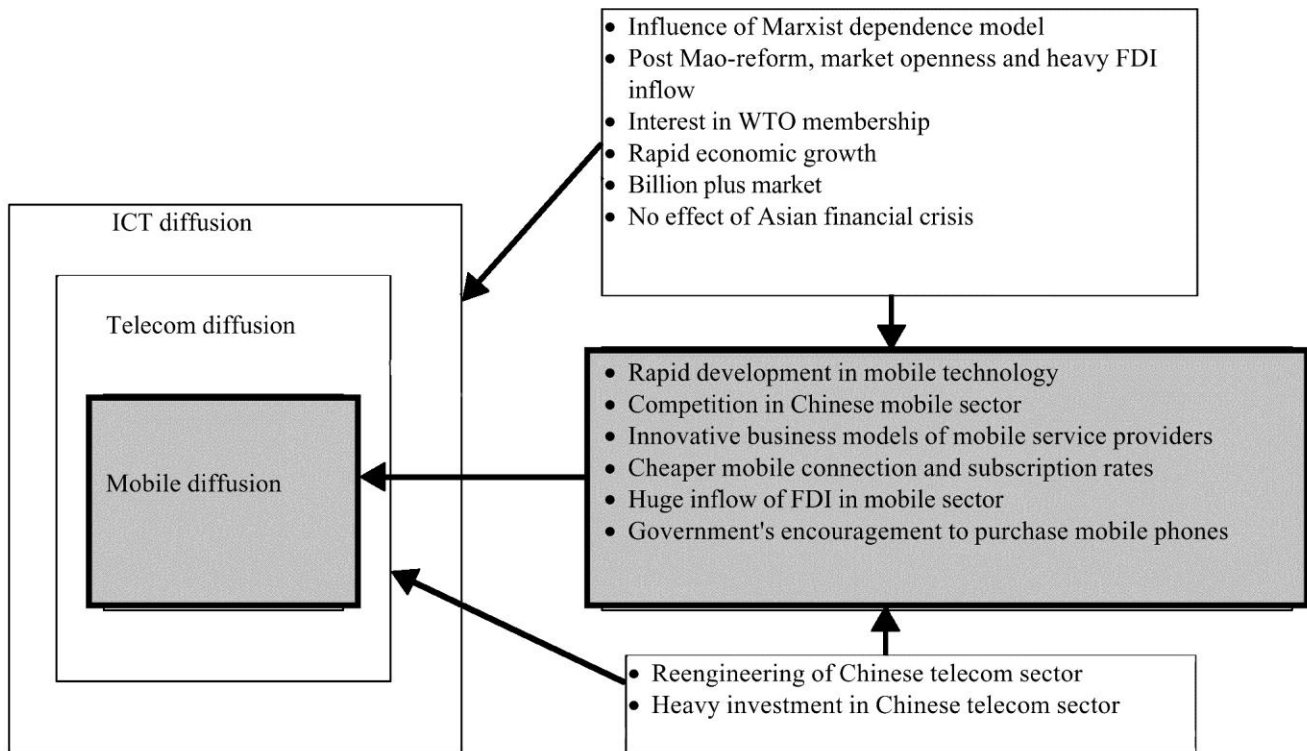 • Influence of Marxist dependence model
• Post Mao-reform, market openness and heavy FDI
inflow
• Interest in WTO membership
• Rapid economic growth
• Billion plus market
• No effect of Asian financial crisis
ICT diffusion
Telecom diffusion
Mobile diffusion
• Rapid development in mobile technology
• Competition in Chinese mobile sector
• Innovative business models of mobile service providers
• Cheaper mobile connection and subscription rates
• Huge inflow of FDI in mobile sector
• Government's encouragement to purchase mobile phones
• Reengineering of Chinese telecom sector
• Heavy investment in Chinese telecom sector